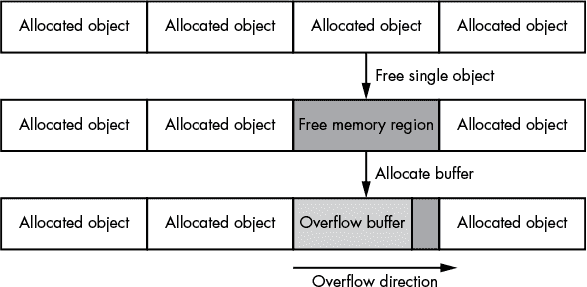 Allocated object Allocated object Allocated object Allocated object
Free single object
Allocated object Allocated object Free memory region Allocated object
Allocate buffer
Allocated object Allocated object Overflow buffer Allocated object
Overflow direction